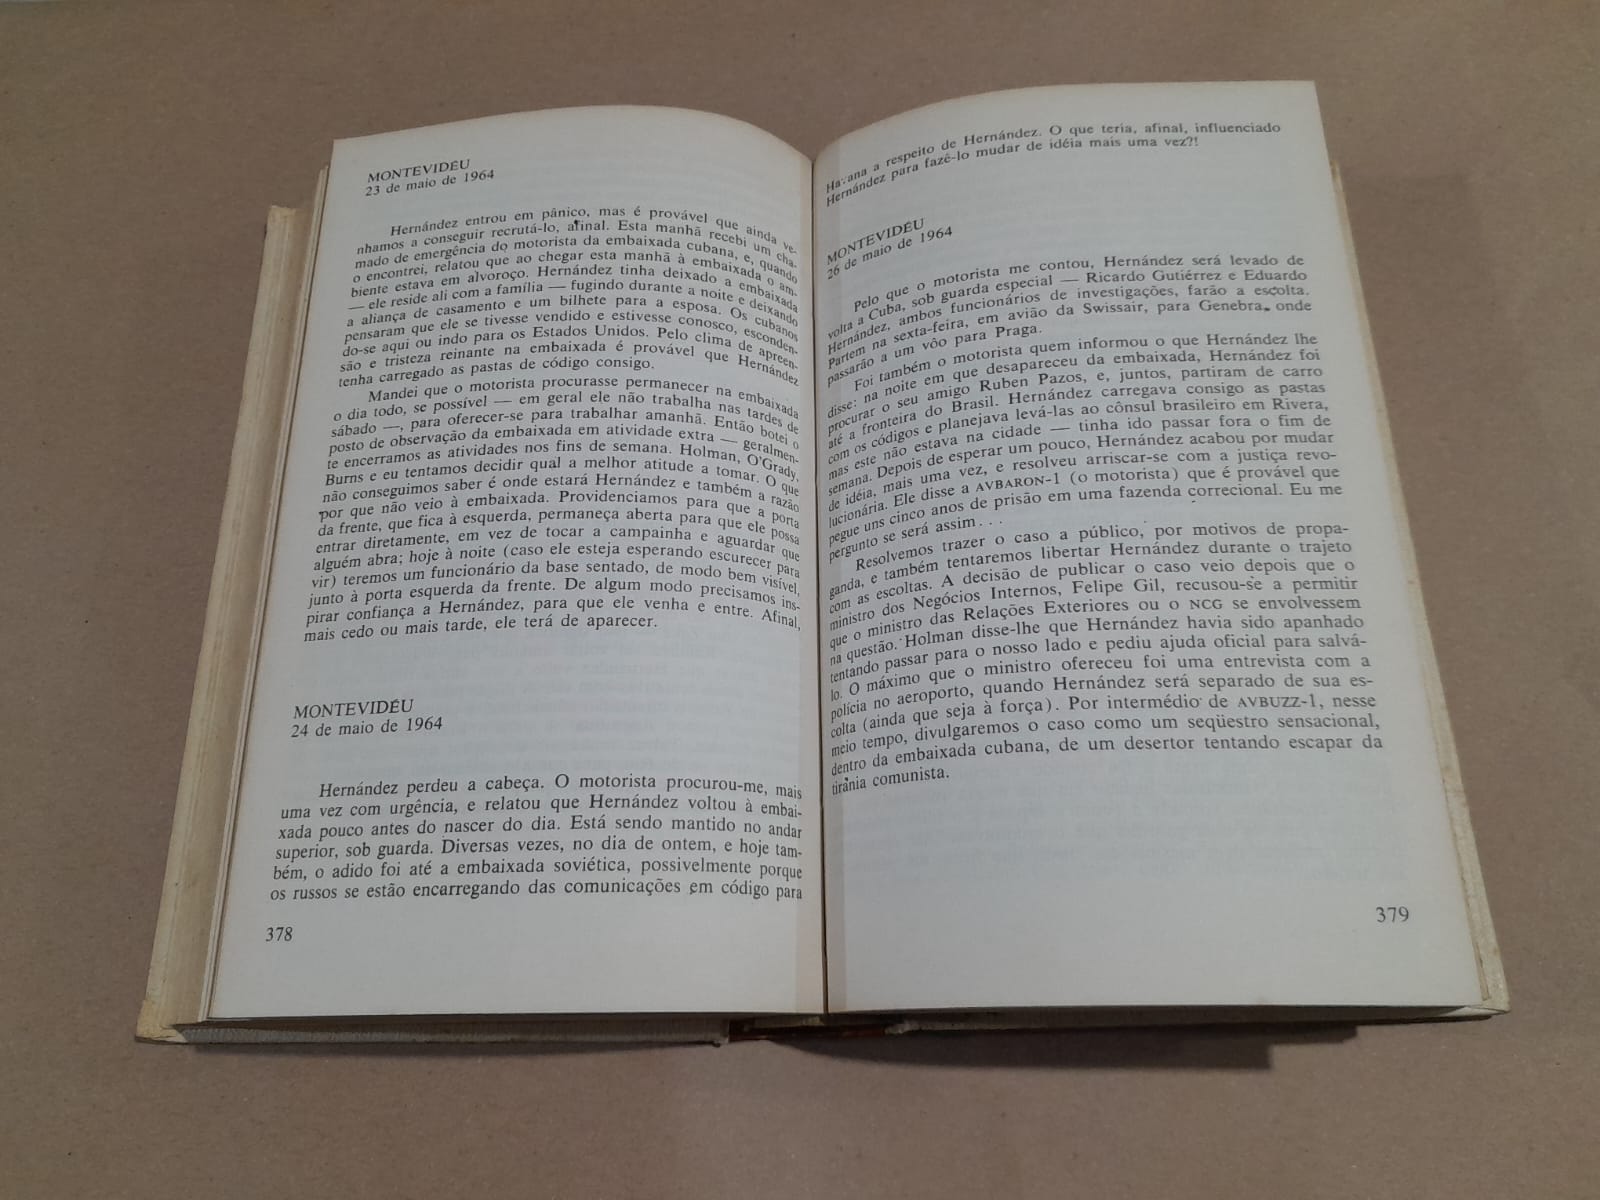 MONTEVIDÉU
23 de maio de 1964
Hernández entrou em pânico, mas é provável que ainda ve-
nhamos a conseguir recrutá-lo, afinal. Esta manhã recebi um cha-
mado de emergência do motorista da embaixada cubana, e, quando
o encontrei, relatou que ao chegar esta manhã à embaixada o am-
biente estava em alvoroço. Hernández tinha deixado a embaixada
— ele reside ali com a família — fugindo durante a noite e deixando
a aliança de casamento e um bilhete para a esposa. Os cubanos
pensaram que ele se tivesse vendido e estivesse conosco, esconden-
do-se aqui ou indo para os Estados Unidos. Pelo clima de apreen-
são e tristeza reinante na embaixada é provável que Hernández
tenha carregado as pastas de código consigo.
Mandei que o motorista procurasse permanecer na embaixada
o dia todo, se possível — em geral ele não trabalha nas tardes de
sábado —, para oferecer-se para trabalhar amanhã. Então botei o
posto de observação da embaixada em atividade extra — geralmen-
te encerramos as atividades nos fins de semana. Holman, O'Grady,
Burns e eu tentamos decidir qual a melhor atitude a tomar. O que
não conseguimos saber é onde estará Hernández e também a razão
por que não veio à embaixada. Providenciamos para que a porta
da frente, que fica à esquerda, permaneça aberta para que ele possa
entrar diretamente, em vez de tocar a campainha e aguardar que
alguém abra; hoje à noite (caso ele esteja esperando escurecer para
vir) teremos um funcionário da base sentado, de modo bem visível,
junto à porta esquerda da frente. De algum modo precisamos ins-
pirar confiança a Hernández, para que ele venha e entre. Afinal,
mais cedo ou mais tarde, ele terá de aparecer.
MONTEVIDÉU
24 de maio de 1964
Hernández perdeu a cabeça. O motorista procurou-me, mais
uma vez com urgência, e relatou que Hernández voltou à embai-
xada pouco antes do nascer do dia. Está sendo mantido no andar
superior, sob guarda. Diversas vezes, no dia de ontem, e hoje tam-
bém, o adido foi até a embaixada soviética, possivelmente porque
os russos se estão encarregando das comunicações em código para
378
Havana a respeito de Hernández. O que teria, afinal, influenciado
Hernández para fazê-lo mudar de idéia mais uma vez?!
MONTEVIDÉU
26 de maio de 1964
Pelo que o motorista me contou, Hernández será levado de
volta a Cuba, sob guarda especial — Ricardo Gutiérrez e Eduardo
Hernández, ambos funcionários de investigações, farão a escolta.
Partem na sexta-feira, em avião da Swissair, para Genebra, onde
passarão a um vôo para Praga.
Foi também o motorista quem informou o que Hernández lhe
disse: na noite em que desapareceu da embaixada, Hernández foi
procurar o seu amigo Ruben Pazos, e, juntos, partiram de carro
até a fronteira do Brasil. Hernández carregava consigo as pastas
com os códigos e planejava levá-las ao cônsul brasileiro em Rivera,
mas este não estava na cidade — tinha ido passar fora o fim de
semana. Depois de esperar um pouco, Hernández acabou por mudar
de idéia, mais uma vez, e resolveu arriscar-se com a justiça revo-
lucionária. Ele disse a AVBARON-1 (o motorista) que é provável que
pegue uns cinco anos de prisão em uma fazenda correcional. Eu me
pergunto se será assim...
Resolvemos trazer o caso a público, por motivos de propa-
ganda, e também tentaremos libertar Hernández durante o trajeto
com as escoltas. A decisão de publicar o caso veio depois que o
ministro dos Negócios Internos, Felipe Gil, recusou-se a permitir
que o ministro das Relações Exteriores ou o NCG se envolvessem
na questão. Holman disse-lhe que Hernández havia sido apanhado
tentando passar para o nosso lado e pediu ajuda oficial para salvá-
lo. O máximo que o ministro ofereceu foi uma entrevista com a
polícia no aeroporto, quando Hernández será separado de sua es-
colta (ainda que seja à força). Por intermédio de AVBUZZ-1, nesse
meio tempo, divulgaremos o caso como um seqüestro sensacional,
dentro da embaixada cubana, de um desertor tentando escapar da
tirania comunista.
379